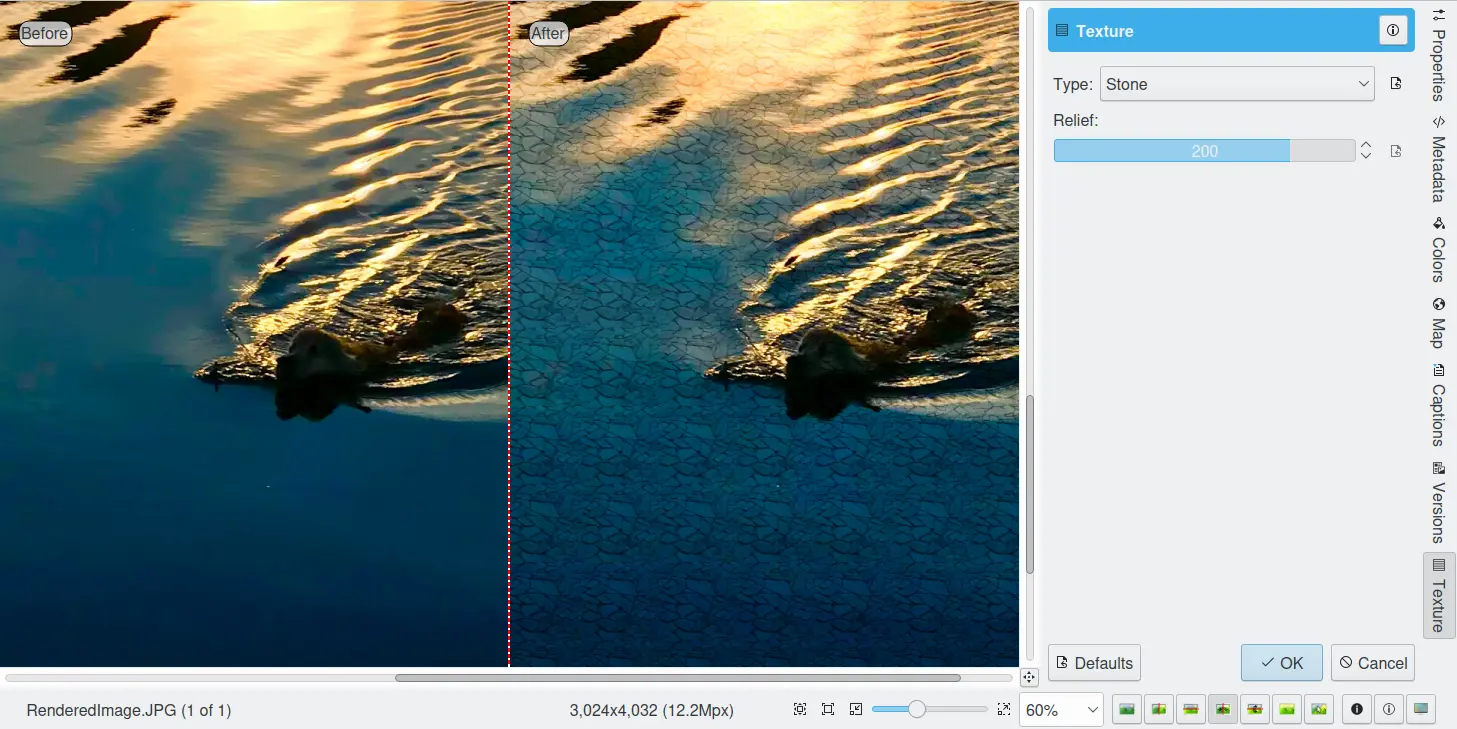 Before
After
Texture
Type: Stone
Relief:
200
Properties
Metadata
Colors
Map
Captions
Versions
Texture
Defaults
OK
Cancel
RenderedImage.JPG (1 of 1)
3,024x4,032 (12.2Mpx)
60%